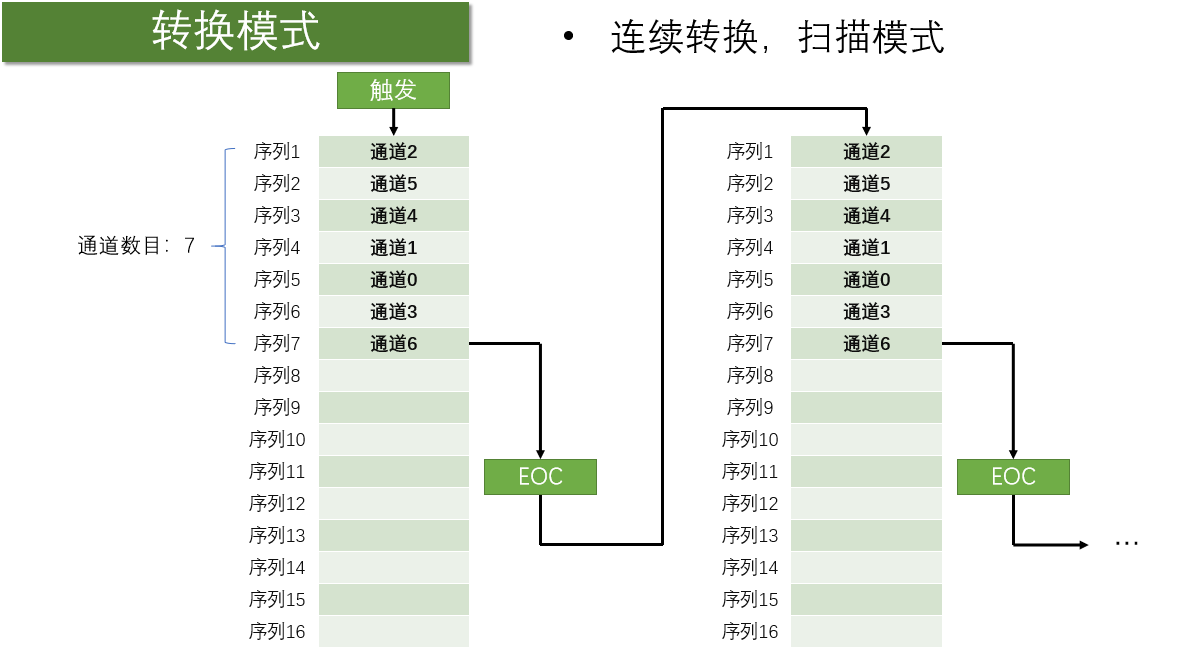 转换模式
• 连续转换，扫描模式
触发
序列1 通道2
序列2 通道5
序列3 通道4
序列4 通道1
序列5 通道0
序列6 通道3
序列7 通道6
序列8
序列9
序列10
序列11
序列12
序列13
序列14
序列15
序列16
通道数目：7
EOC
序列1 通道2
序列2 通道5
序列3 通道4
序列4 通道1
序列5 通道0
序列6 通道3
序列7 通道6
序列8
序列9
序列10
序列11
序列12
序列13
序列14
序列15
序列16
EOC
…